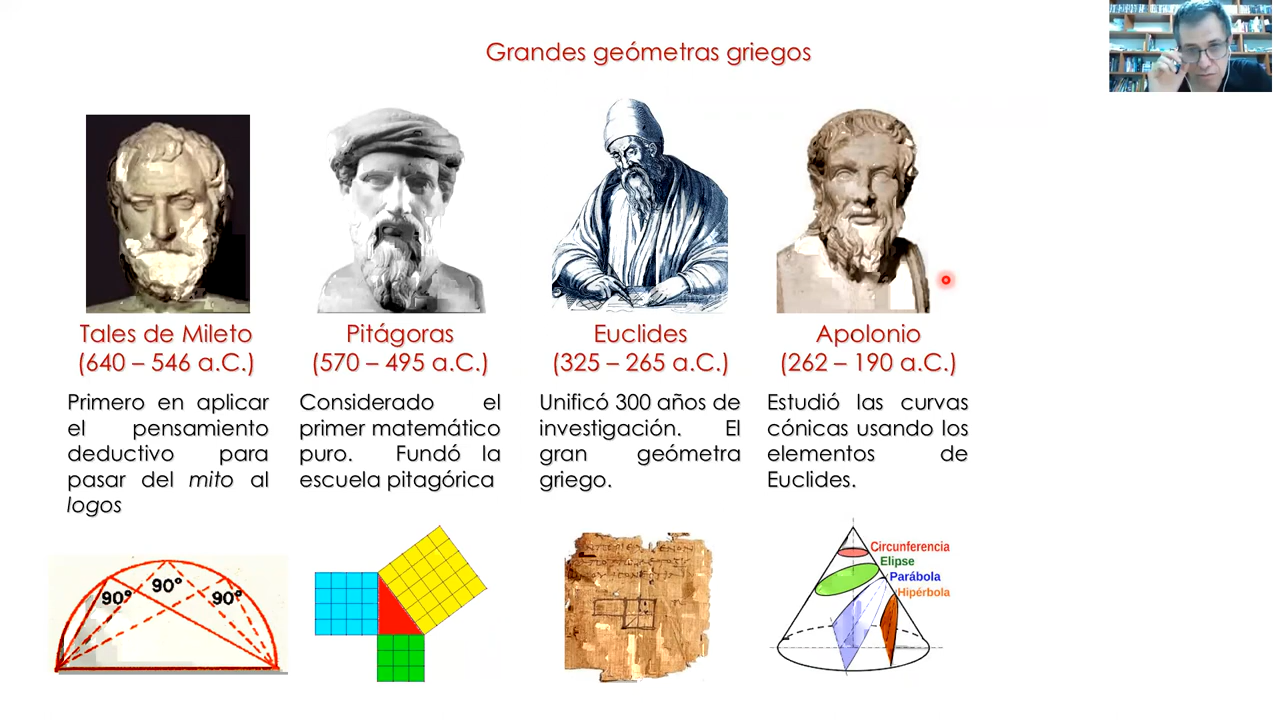 Grandes geómetras griegos
Tales de Mileto
(640 – 546 a.C.)
Primero en aplicar
el pensamiento
deductivo para
pasar del mito al
logos
90°
90°
90°
Pitágoras
(570 – 495 a.C.)
Considerado el
primer matemático
puro. Fundó la
escuela pitagórica
Euclides
(325 – 265 a.C.)
Unificó 300 años de
investigación. El
gran geómetra
griego.
Apolonio
(262 – 190 a.C.)
Estudió las curvas
cónicas usando los
elementos de
Euclides.
Circunferencia
Elipse
Parábola
Hipérbola